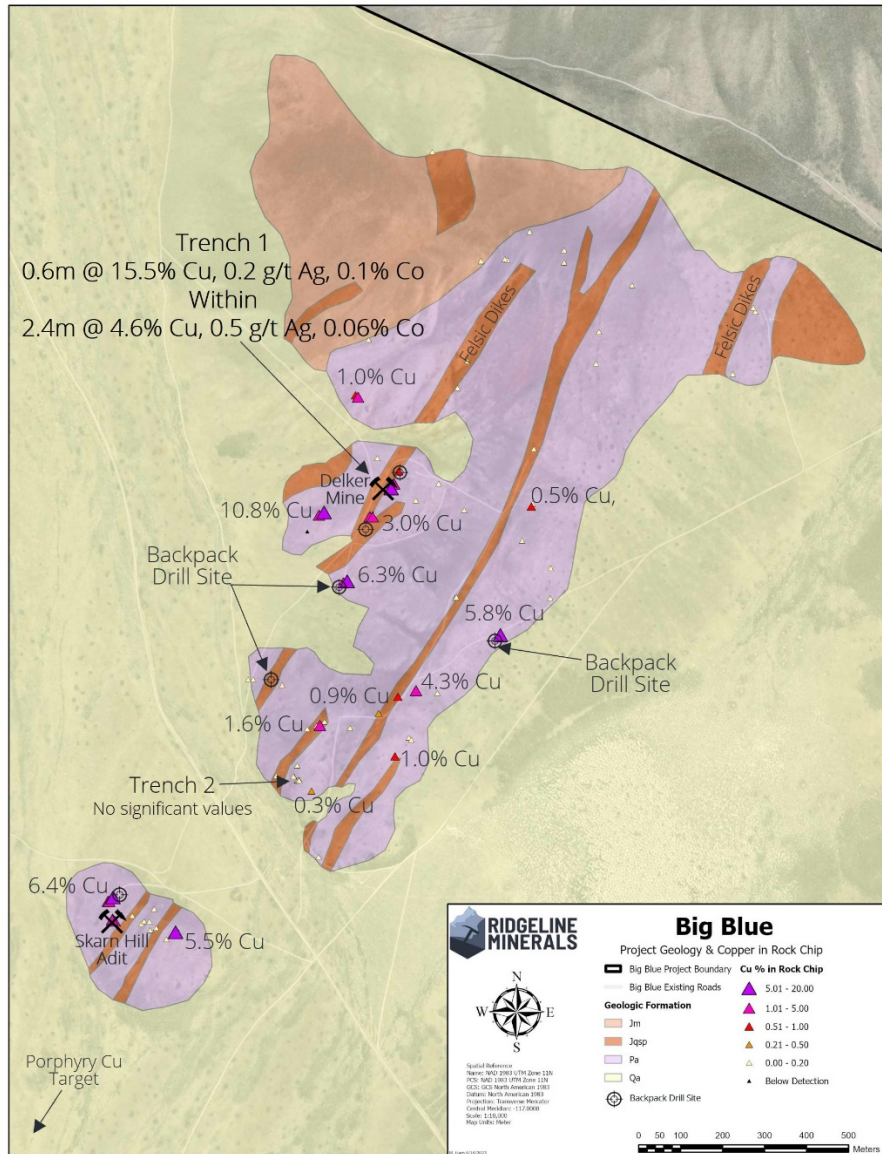 Trench 1
0.6m @ 15.5% Cu, 0.2 g/t Ag, 0.1% Co
Within
2.4m @ 4.6% Cu, 0.5 g/t Ag, 0.06% Co
Felsic Dikes
Felsic Dikes
1.0% Cu
Delker
Mine
10.8% Cu
3.0% Cu
0.5% Cu,
Backpack
Drill Site
6.3% Cu
5.8% Cu
Backpack
Drill Site
0.9% Cu
4.3% Cu
1.6% Cu
1.0% Cu
Trench 2
No significant values
0.3% Cu
6.4% Cu
Skarn Hill
Adit
5.5% Cu
Porphyry Cu
Target
RIDGELINE
MINERALS
Big Blue
Project Geology & Copper in Rock Chip
Big Blue Project Boundary
Big Blue Existing Roads
Geologic Formation
Jm
Jqsp
Pa
Qa
Backpack Drill Site
Cu % in Rock Chip
5.01 - 20.00
1.01 - 5.00
0.51 - 1.00
0.21 - 0.50
0.00 - 0.20
Below Detection
N
W E
S
Spatial Reference
Name: NAD 1983 UTM Zone 11N
PCS: NAD 1983 UTM Zone 11N
GCS: GCS North American 1983
Datum: North American 1983
Projection: Transverse Mercator
Central Meridian: -117.0000
Scale: 1:10,000
Map Units: Meter
0 100 200 300 400 500
Meters